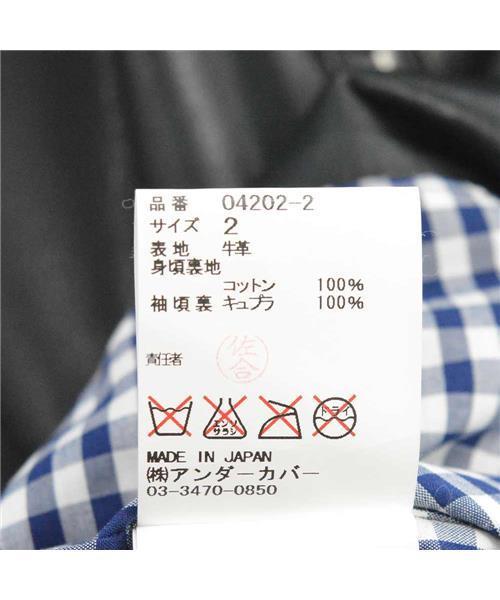 品番 04202-2
サイズ 2
表地 牛革
身頃裏地
コットン 100%
袖頃裏 キュプラ 100%
佐合
責任者
エンソ サラシ ドライ
MADE IN JAPAN
㈱アンダーカバー
03-3470-0850